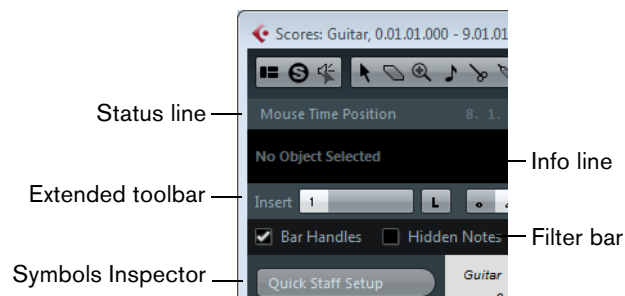 Scores: Guitar, 0.01.01.000 - 9.01.01
Status line
Mouse Time Position 8. 1.
No Object Selected
Info line
Extended toolbar
Insert 1 L
Bar Handles Hidden Notes
Filter bar
Symbols Inspector
Quick Staff Setup
Guitar